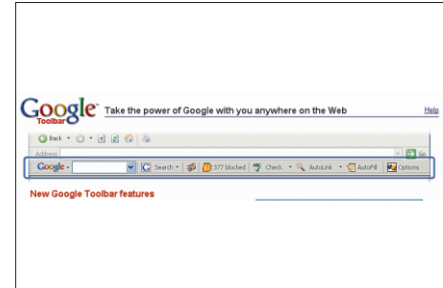 Google Toolbar
Take the power of Google with you anywhere on the Web
Help
Back
Address
Go
Google
Search
377 blocked
Check
AutoLink
AutoFill
Options
New Google Toolbar features